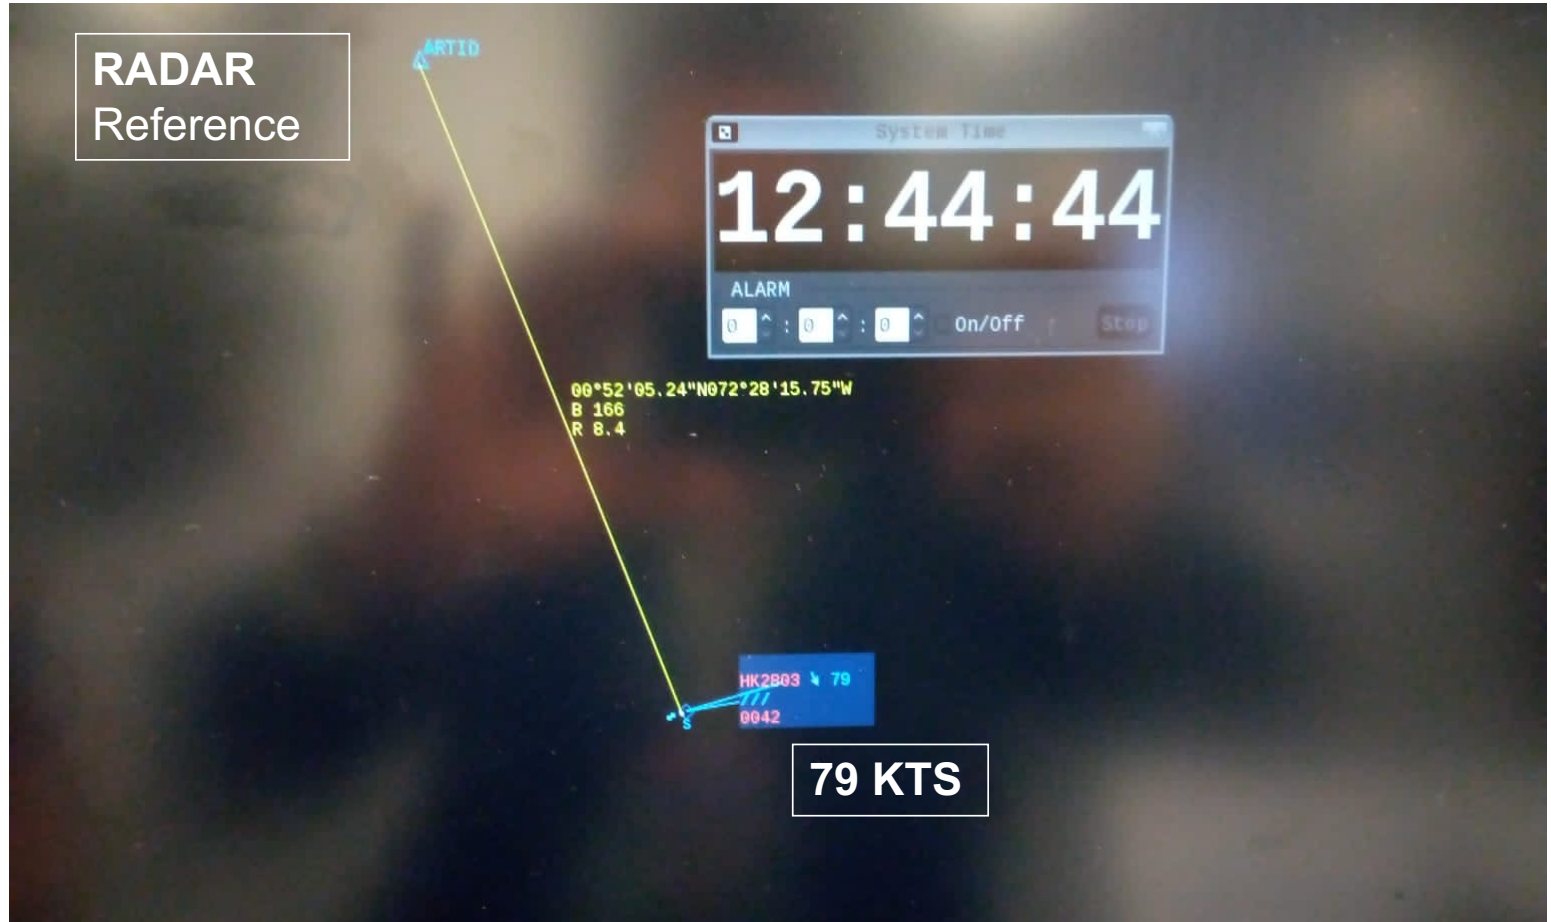 RADAR
Reference
ARTID
System Time
12:44:44
ALARM
0 : 0 : 0 On/Off Stop
00°52'05.24"N072°28'15.75"W
B 166
R 8.4
HK2803 79
///
0042
S
79 KTS